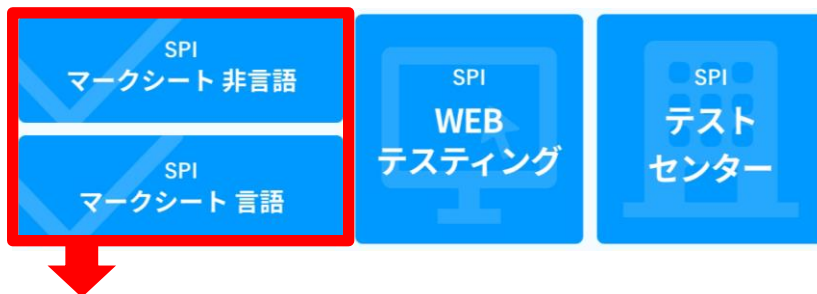 SPI
マークシート 非言語
SPI
マークシート 言語
SPI
WEB
テスティング
SPI
テスト
センター